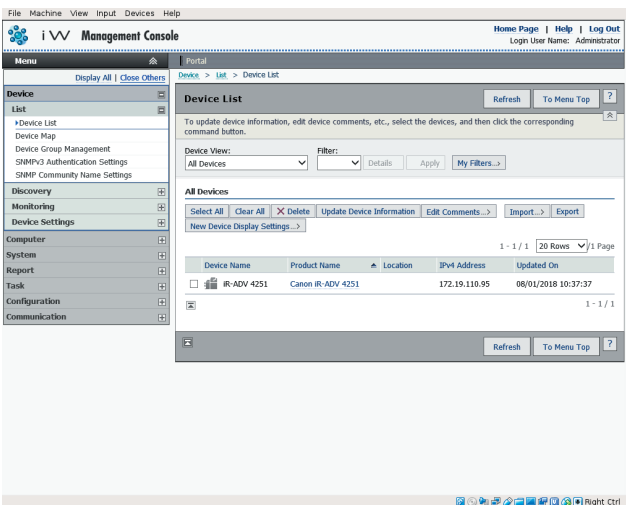 File Machine View Input Devices Help
iW Management Console
Home Page | Help | Log Out
Login User Name: Administrator
Menu
Portal
Display All | Close Others
Device > List > Device List
Device
List
Device List
Device Map
Device Group Management
SNMPv3 Authentication Settings
SNMP Community Name Settings
Discovery
Monitoring
Device Settings
Computer
System
Report
Task
Configuration
Communication
Device List
Refresh To Menu Top ?
To update device information, edit device comments, etc., select the devices, and then click the corresponding
command button.
Device View: Filter:
All Devices Details Apply My Filters...>
All Devices
Select All Clear All Delete Update Device Information Edit Comments...> Import...> Export
New Device Display Settings...>
1 - 1 / 1 20 Rows /1 Page
Device Name Product Name Location IPv4 Address Updated On
iR-ADV 4251 Canon iR-ADV 4251 172.19.110.95 08/01/2018 10:37:37
1 - 1 / 1
Refresh To Menu Top ?
Right Ctrl